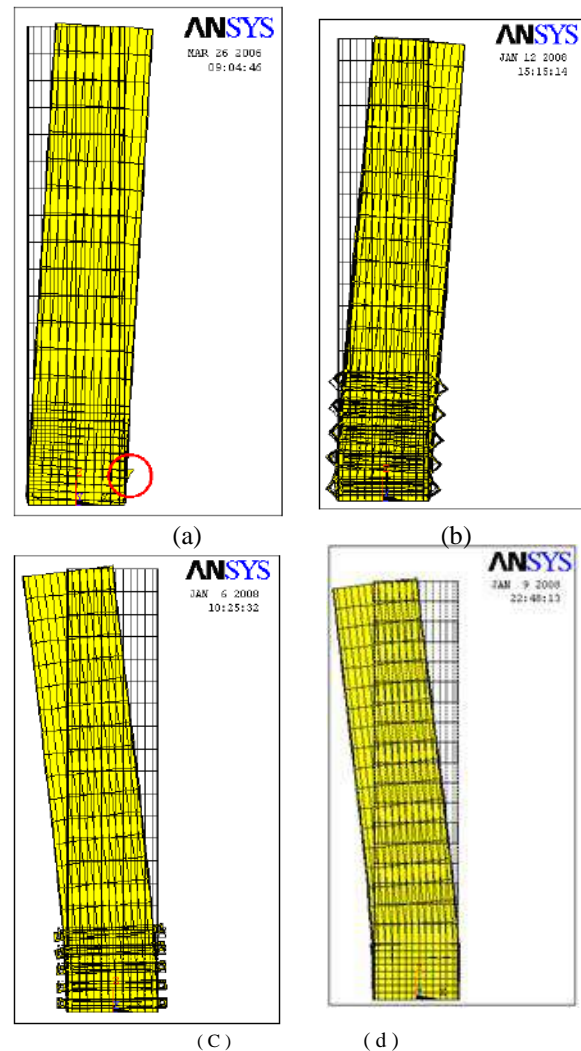 ANSYS
MAR 26 2006
09:04:46
(a)
ANSYS
JAN 12 2008
15:15:14
(b)
ANSYS
JAN 6 2008
10:25:32
( C )
ANSYS
JAN 9 2008
22:48:13
( d )